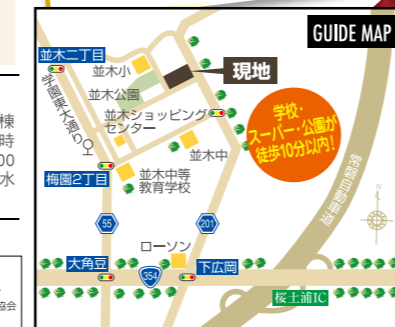 GUIDE MAP
並木二丁目
並木小
現地
並木公園
学園東大通り
並木ショッピング
センター
学校・
スーパー・公園が
徒歩10分以内!
並木中
梅園2丁目
並木中等
教育学校
常磐自動車道
55
201
ローソン
大角豆
354
下広岡
桜土浦IC
N
棟
時
00
水
協会